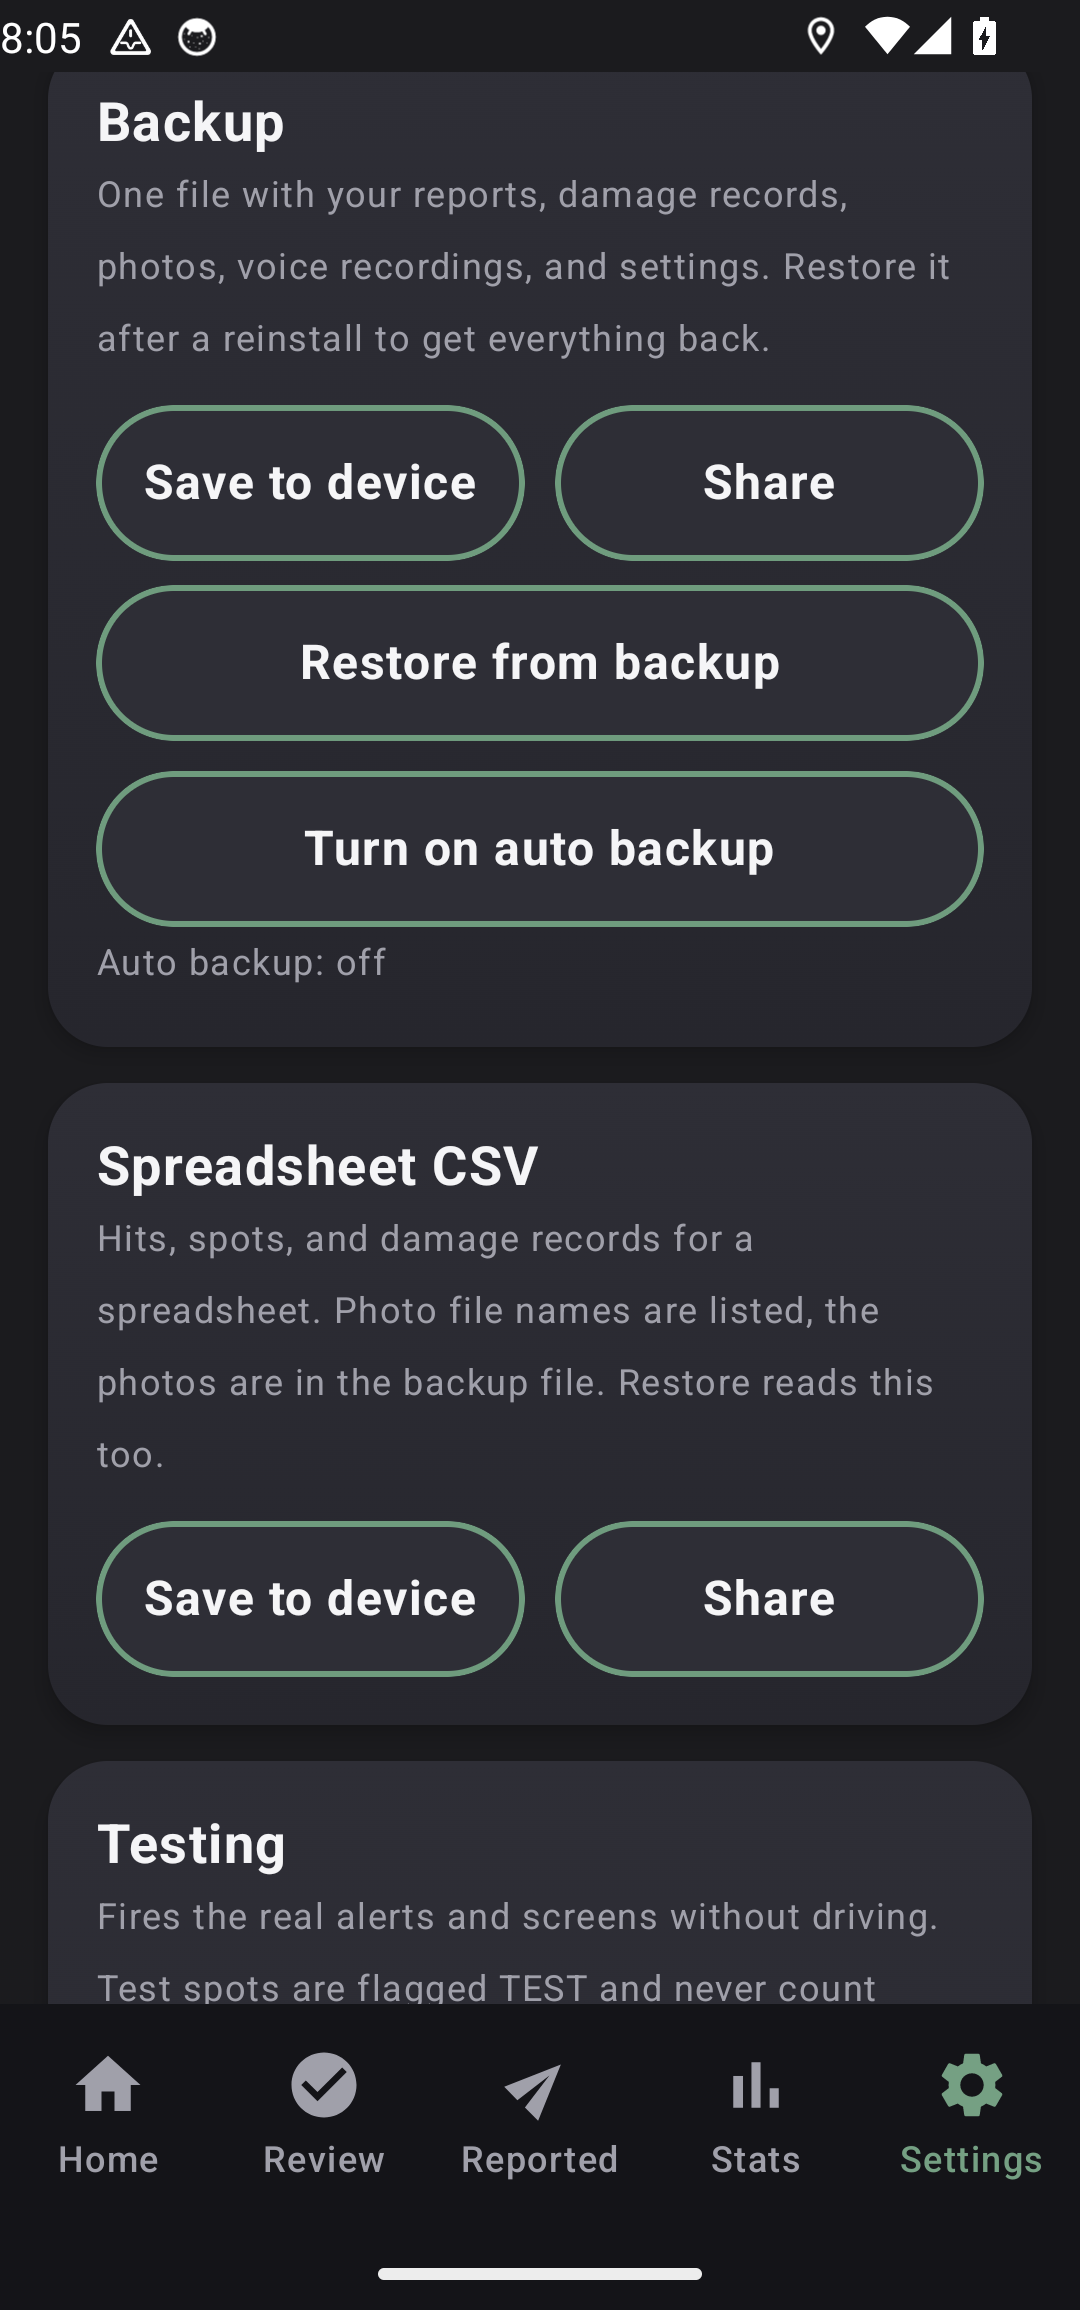 8:05
Backup
One file with your reports, damage records,
photos, voice recordings, and settings. Restore it
after a reinstall to get everything back.
Save to device
Share
Restore from backup
Turn on auto backup
Auto backup: off
Spreadsheet CSV
Hits, spots, and damage records for a
spreadsheet. Photo file names are listed, the
photos are in the backup file. Restore reads this
too.
Save to device
Share
Testing
Fires the real alerts and screens without driving.
Test spots are flagged TEST and never count
Home
Review
Reported
Stats
Settings